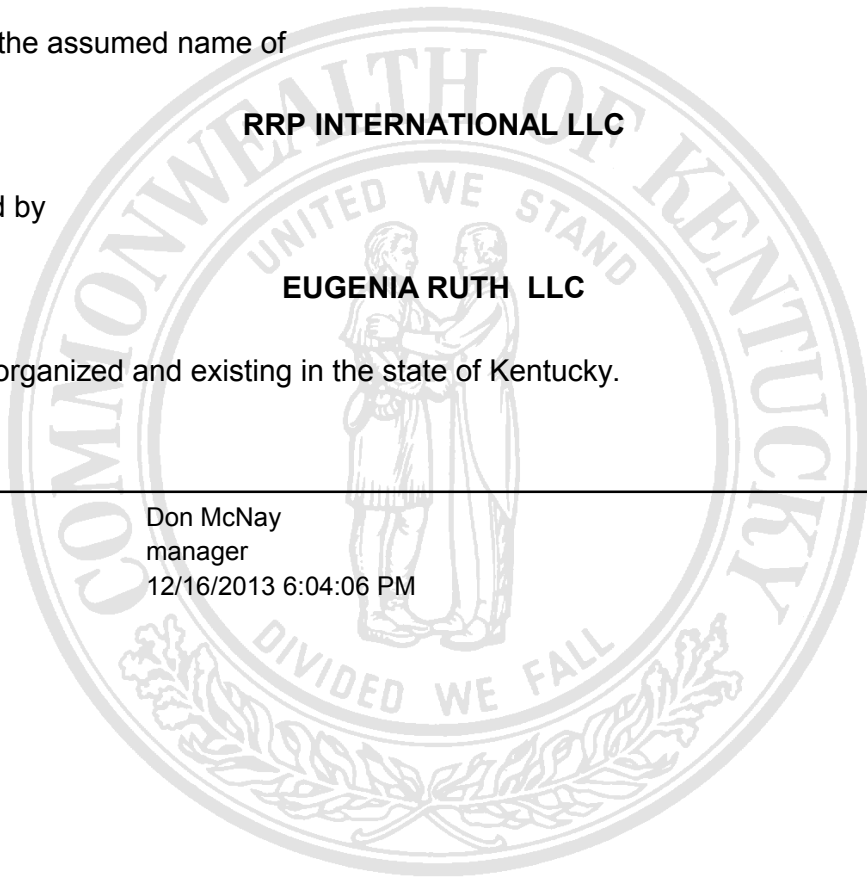 the assumed name of
RRP INTERNATIONAL LLC
d by
EUGENIA RUTH  LLC
organized and existing in the state of Kentucky.
Don McNay
manager
12/16/2013 6:04:06 PM
COMMONWEALTH OF KENTUCKY
UNITED WE STAND
DIVIDED WE FALL